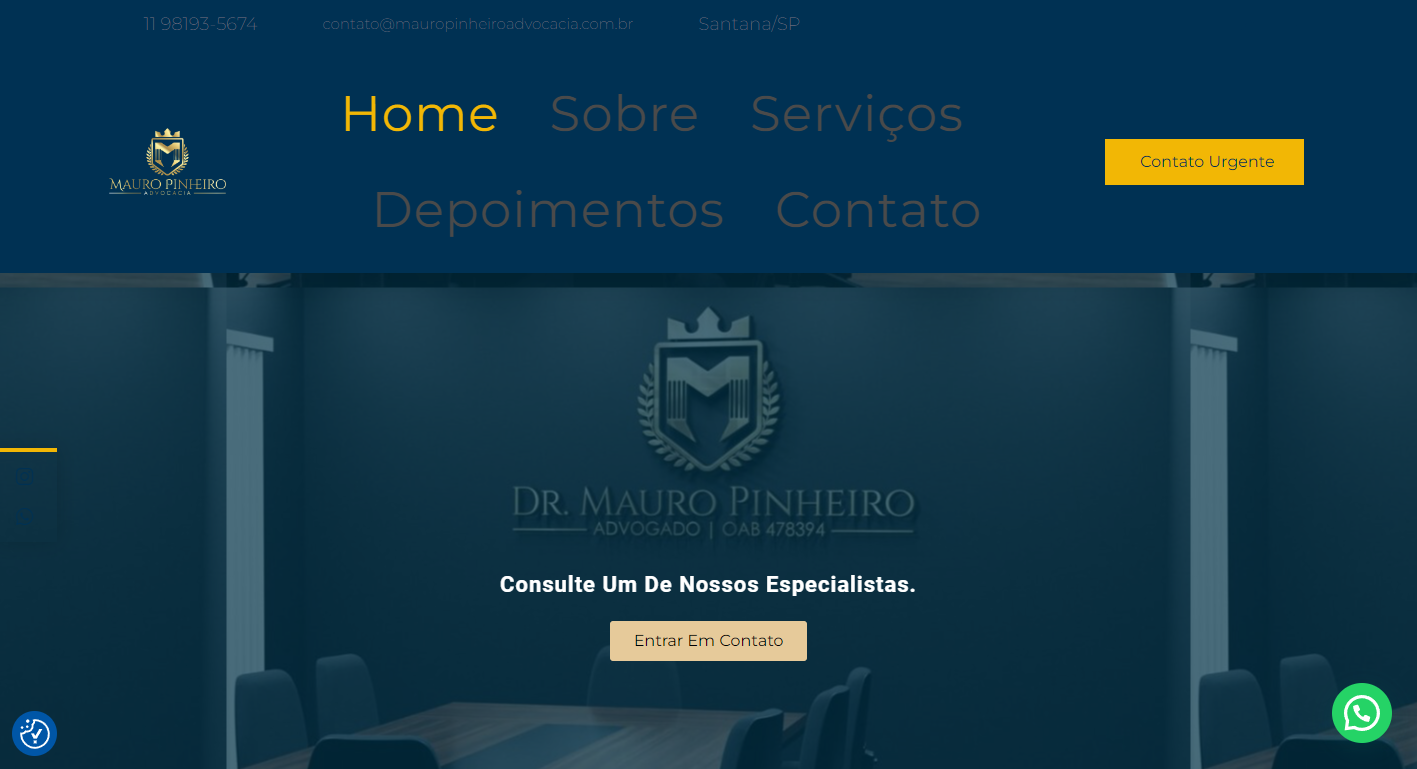 11 98193-5674 contato@mauropinheiroadvocacia.com.br Santana/SP
Home Sobre Serviços
Depoimentos Contato
MAURO PINHEIRO
ADVOCACIA
Contato Urgente
DR. MAURO PINHEIRO
ADVOGADO | OAB 478394
Consulte Um De Nossos Especialistas.
Entrar Em Contato